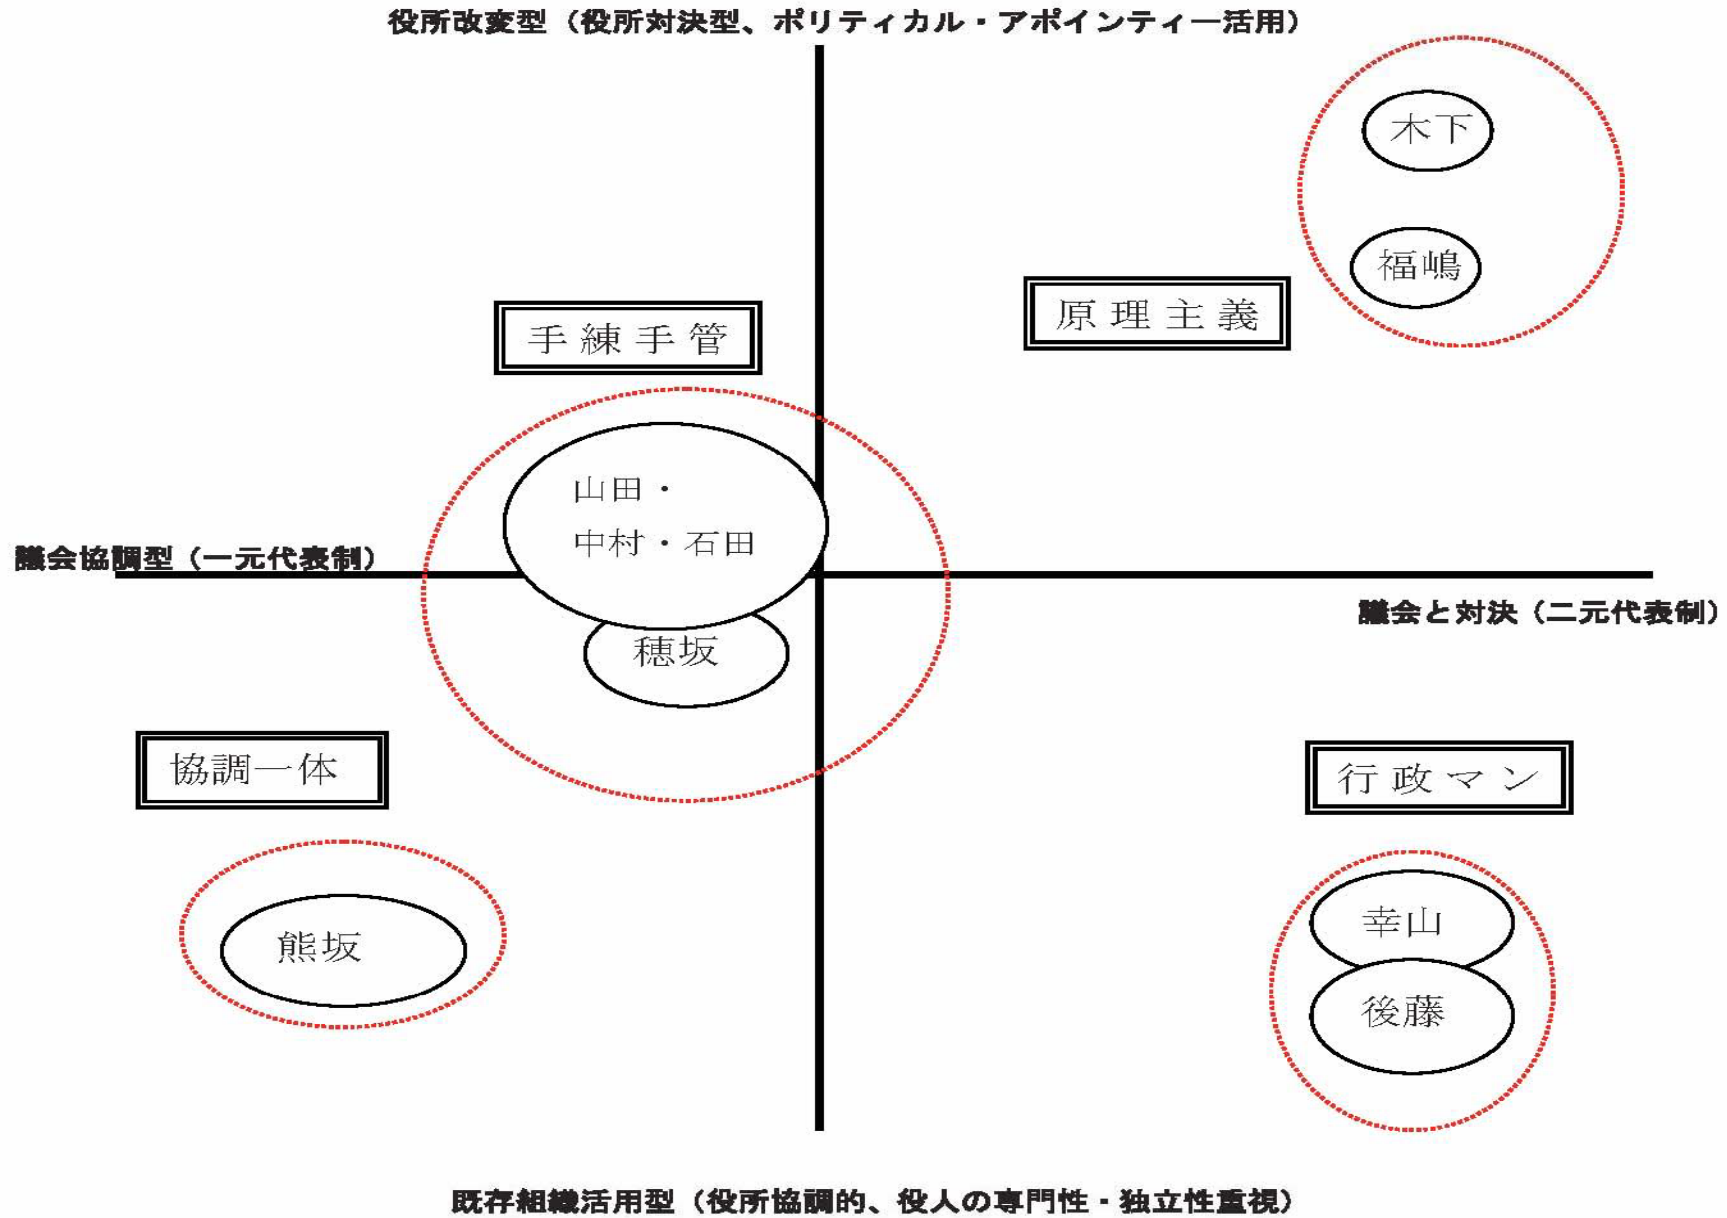 役所改変型（役所対決型、ポリティカル・アポインティー活用）
木下
福嶋
原理主義
手練手管
山田・
中村・石田
議会協調型（一元代表制）
議会と対決（二元代表制）
穂坂
協調一体
行政マン
幸山
熊坂
後藤
既存組織活用型（役所協調的、役人の専門性・独立性重視）